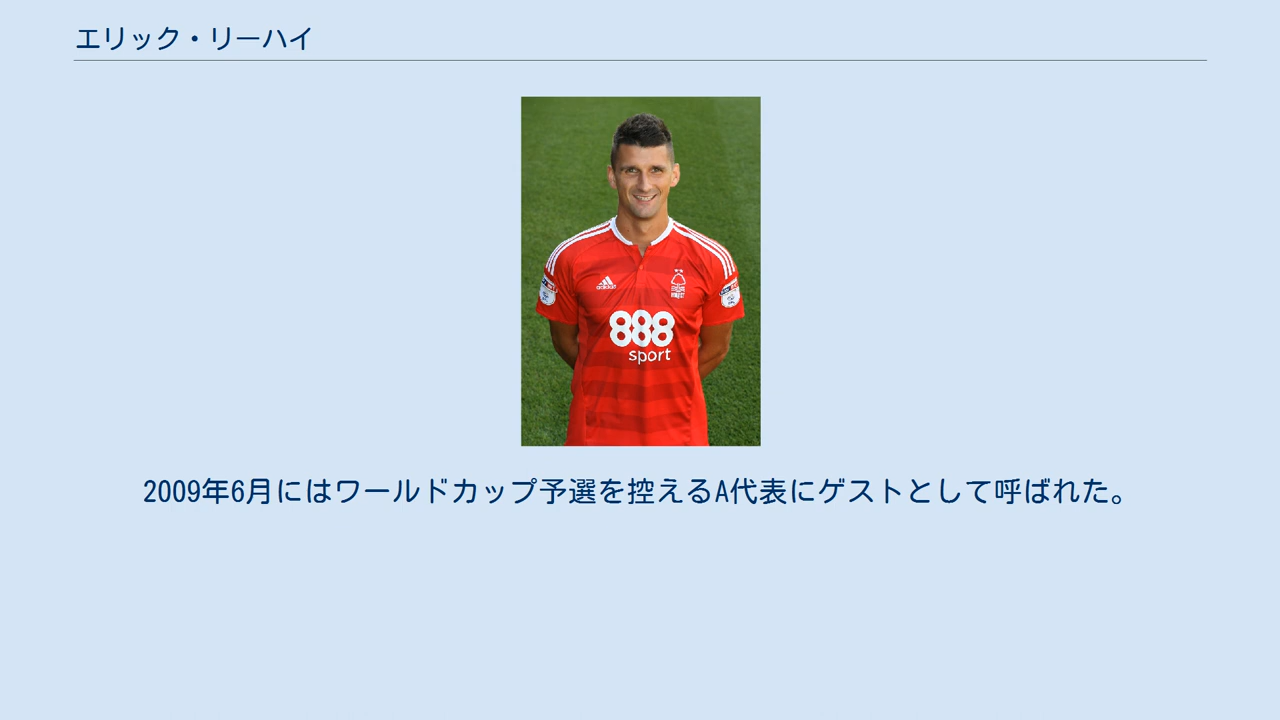 エリック・リーハイ
adidas
888
sport
2009年6月にはワールドカップ予選を控えるA代表にゲストとして呼ばれた。